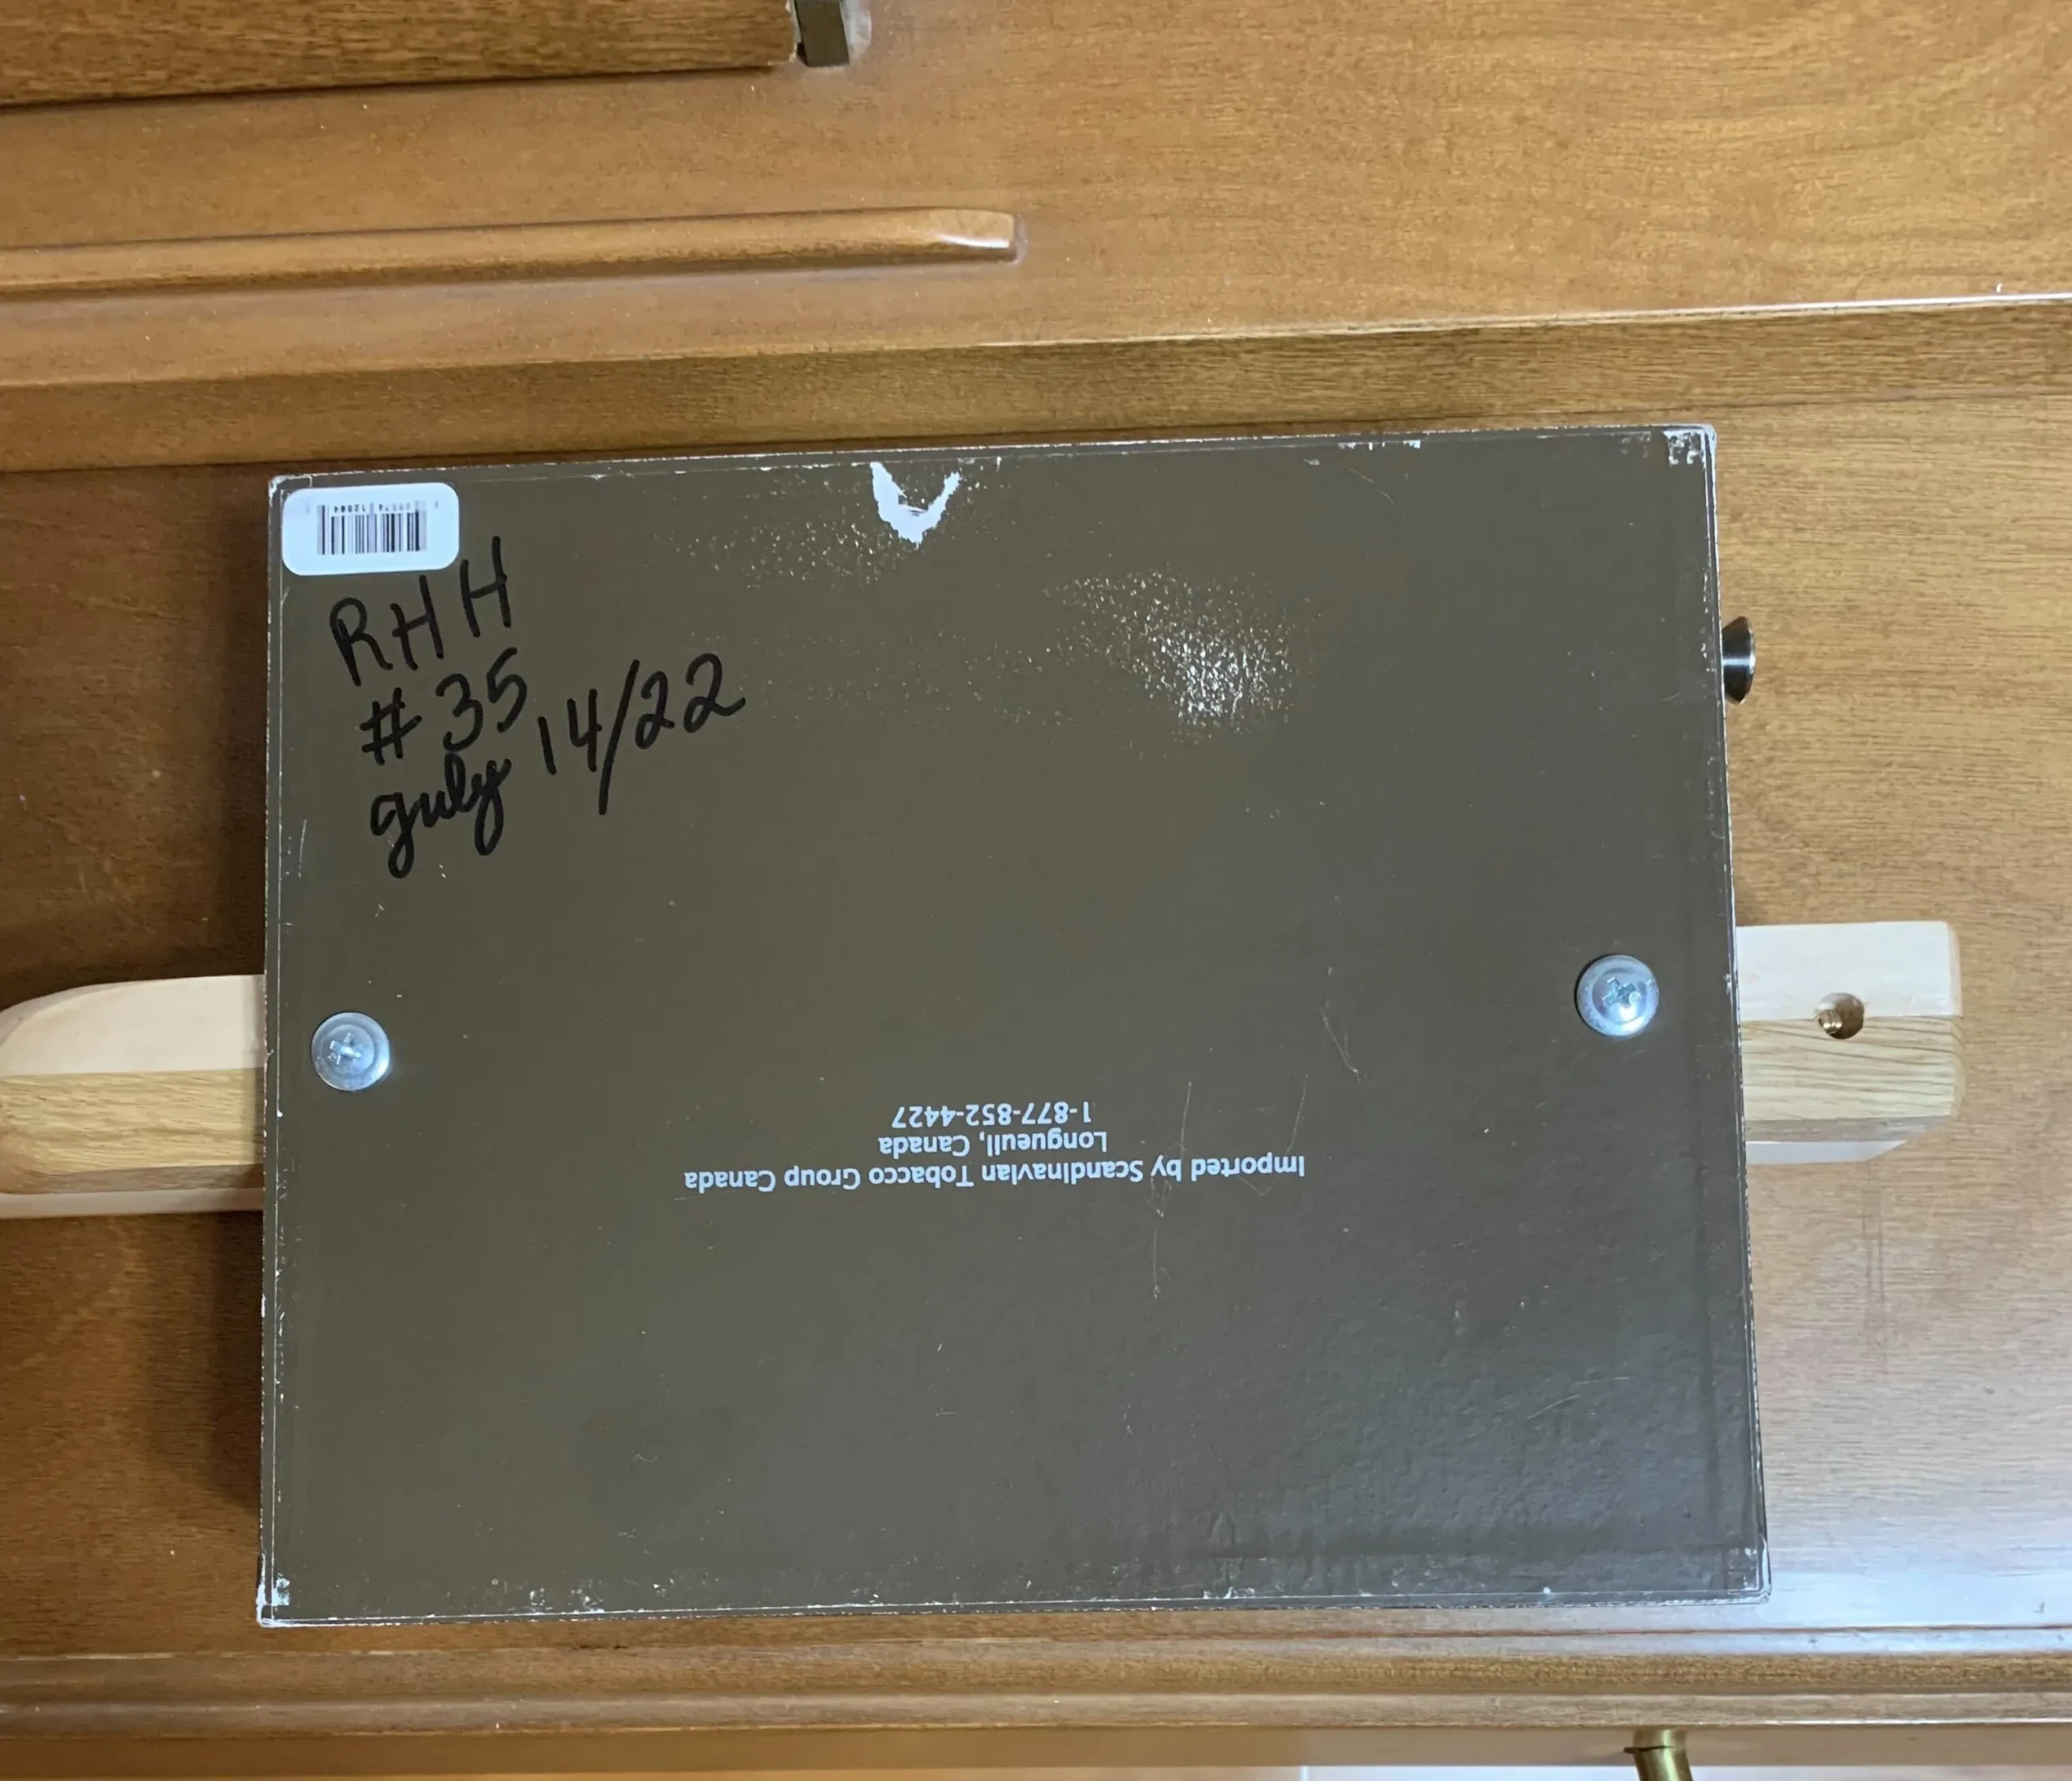 RHH
#35
July 14/22
Imported by Scandinavian Tobacco Group Canada
Longueuil, Canada
1-877-852-4427